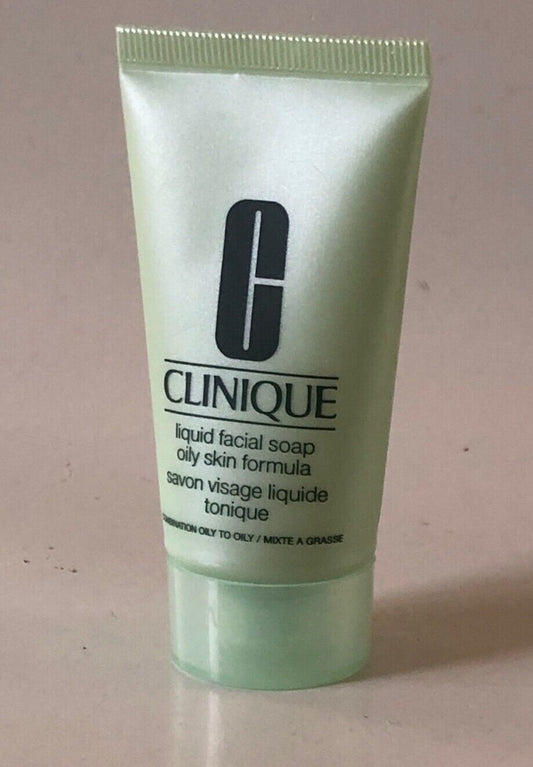 C
CLINIQUE
liquid facial soap
oily skin formula
savon visage liquide
tonique
COMBINATION OILY TO OILY / MIXTE A GRASSE